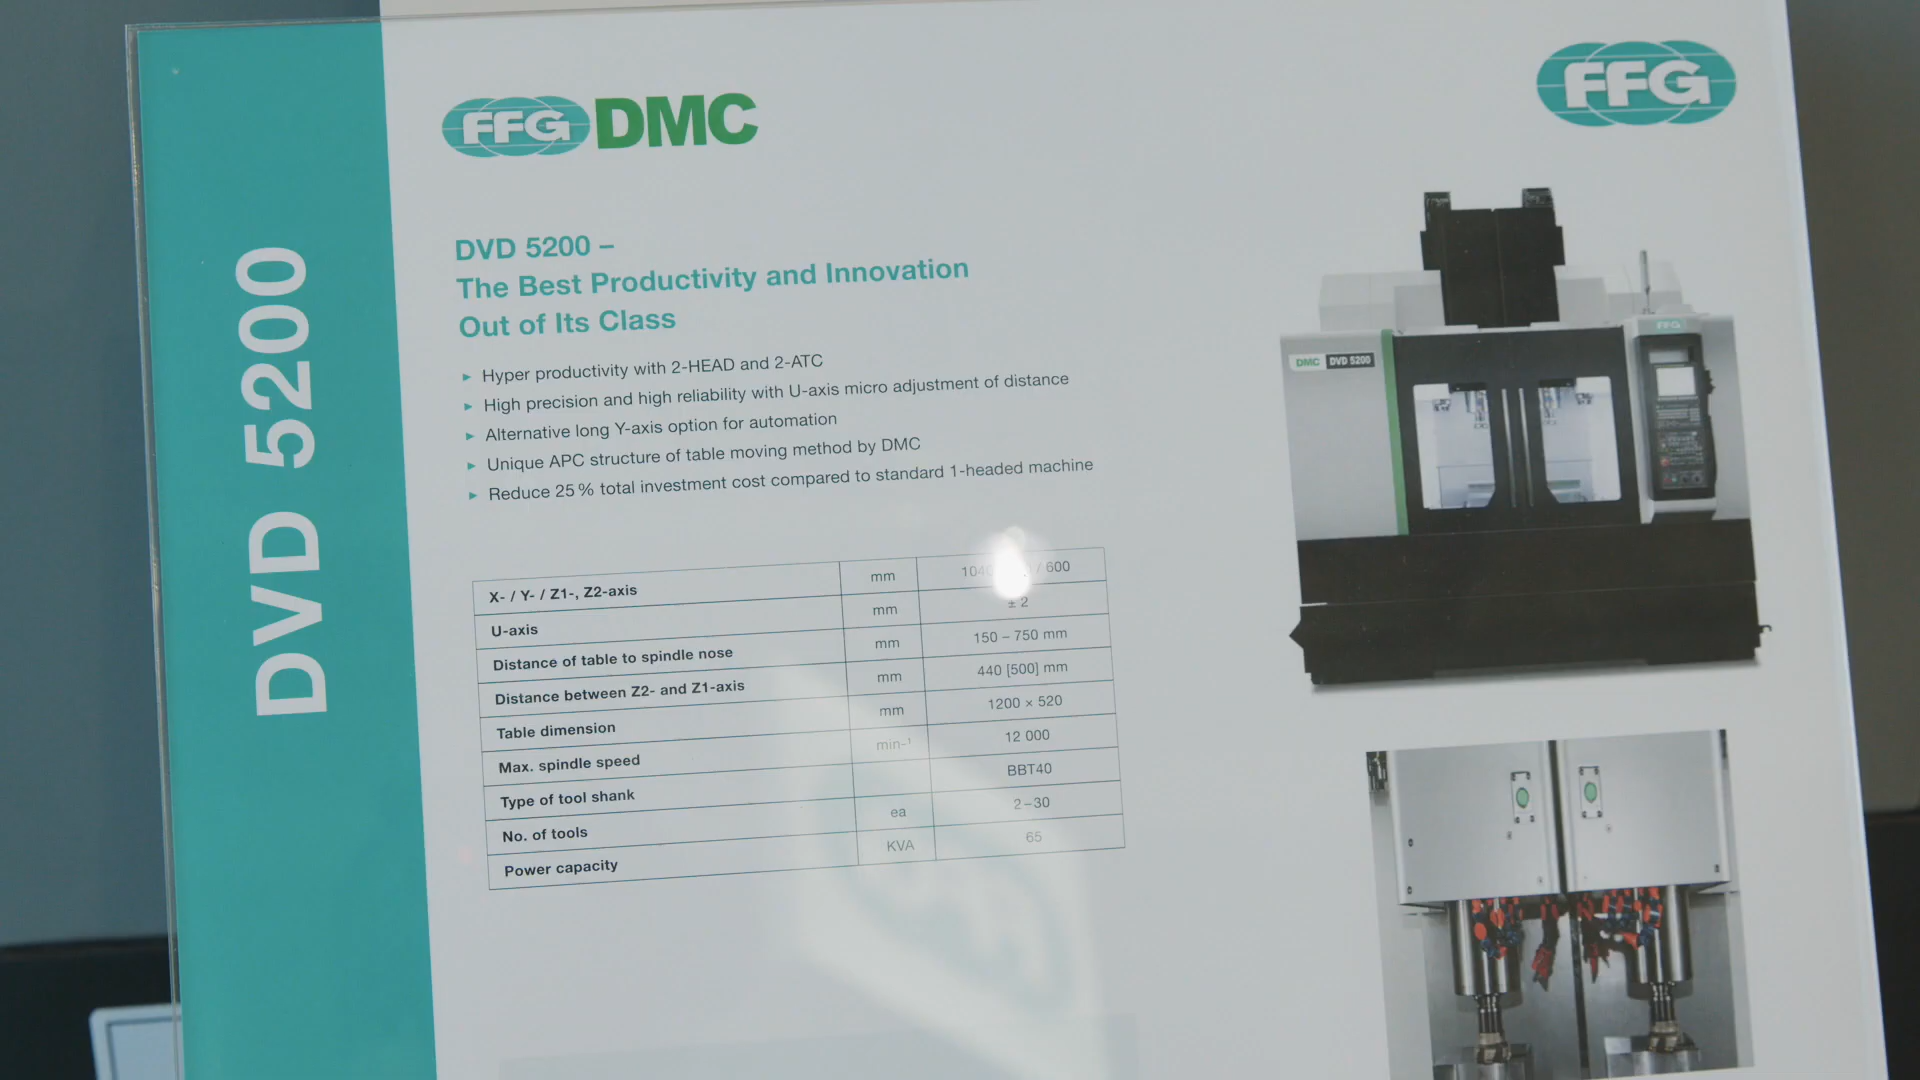 DVD 5200
FFG DMC
FFG
DVD 5200 –
The Best Productivity and Innovation
Out of Its Class
▸ Hyper productivity with 2-HEAD and 2-ATC
▸ High precision and high reliability with U-axis micro adjustment of distance
▸ Alternative long Y-axis option for automation
▸ Unique APC structure of table moving method by DMC
▸ Reduce 25 % total investment cost compared to standard 1-headed machine
X- / Y- / Z1-, Z2-axis mm / 600
U-axis mm ± 2
Distance of table to spindle nose mm 150 – 750 mm
Distance between Z2- and Z1-axis mm 440 [500] mm
Table dimension mm 1200 × 520
Max. spindle speed min-¹ 12 000
Type of tool shank BBT40
No. of tools ea 2–30
Power capacity KVA 65
FFG
DMC DVD 5200